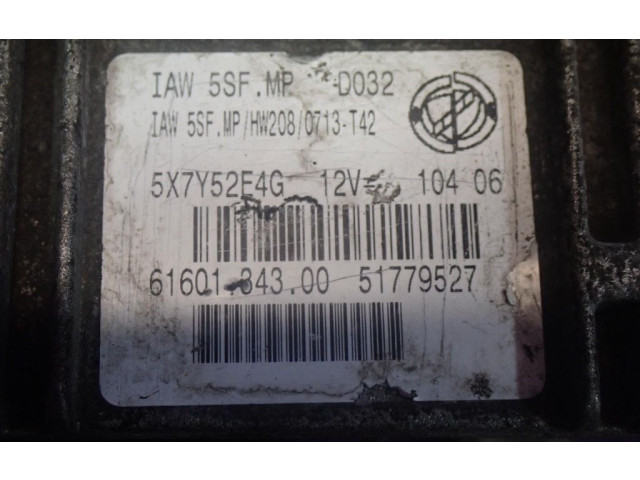 IAW 5SF.MP D032
IAW 5SF.MP/HW208/0713-T42
5X7Y52E4G 12V 104 06
61601.343.00 51779527